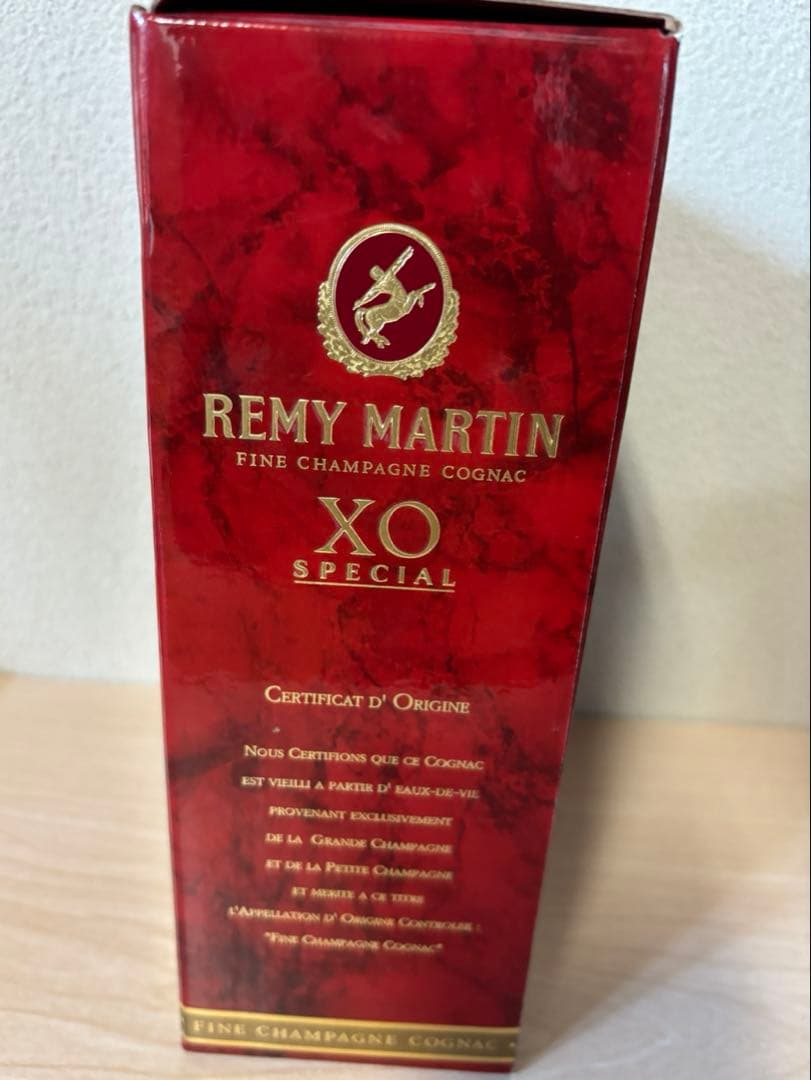 REMY MARTIN
FINE CHAMPAGNE COGNAC
XO
SPECIAL
CERTIFICAT D' ORIGINE
NOUS CERTIFIONS QUE CE COGNAC
EST VIEILLI A PARTIR D' EAUX-DE-VIE
PROVENANT EXCLUSIVEMENT
DE LA GRANDE CHAMPAGNE
ET DE LA PETITE CHAMPAGNE
ET MERITE A CE TITRE
L'APPELLATION D' ORIGINE CONTROLEE :
"FINE CHAMPAGNE COGNAC"
FINE CHAMPAGNE COGNAC